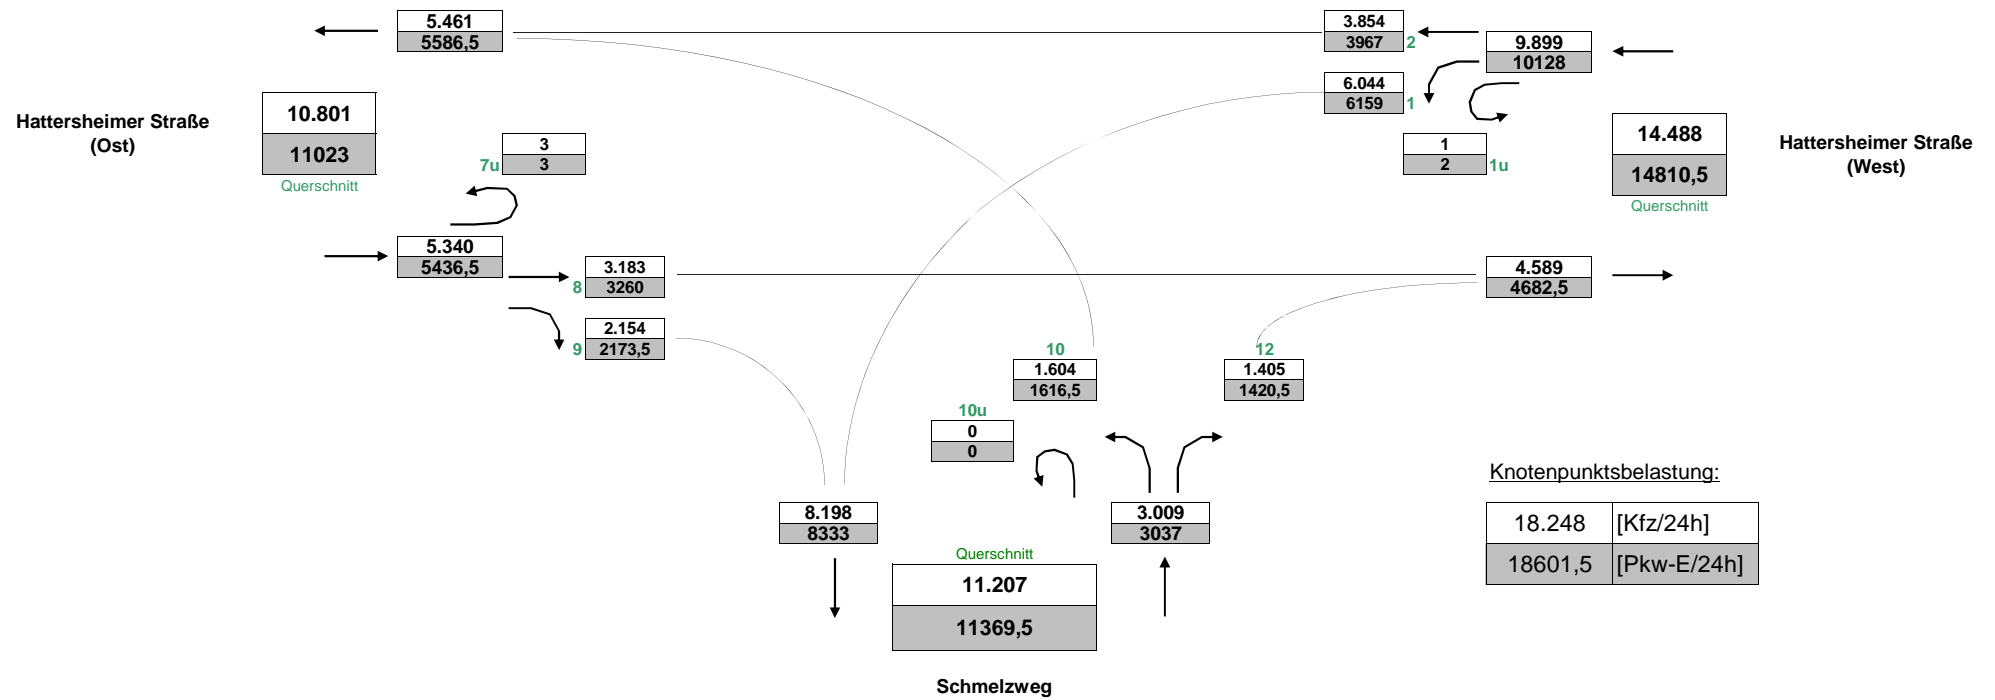 5.461
5586,5
3.854
3967 2
9.899
10128
6.044
6159 1
Hattersheimer Straße
(Ost)
10.801
11023
Querschnitt
3
7u 3
1
2 1u
14.488
14810,5
Querschnitt
Hattersheimer Straße
(West)
5.340
5436,5
3.183
8 3260
4.589
4682,5
2.154
9 2173,5
10
1.604
1616,5
12
1.405
1420,5
10u
0
0
Knotenpunktsbelastung:
18.248 [Kfz/24h]
18601,5 [Pkw-E/24h]
8.198
8333
3.009
3037
Querschnitt
11.207
11369,5
Schmelzweg